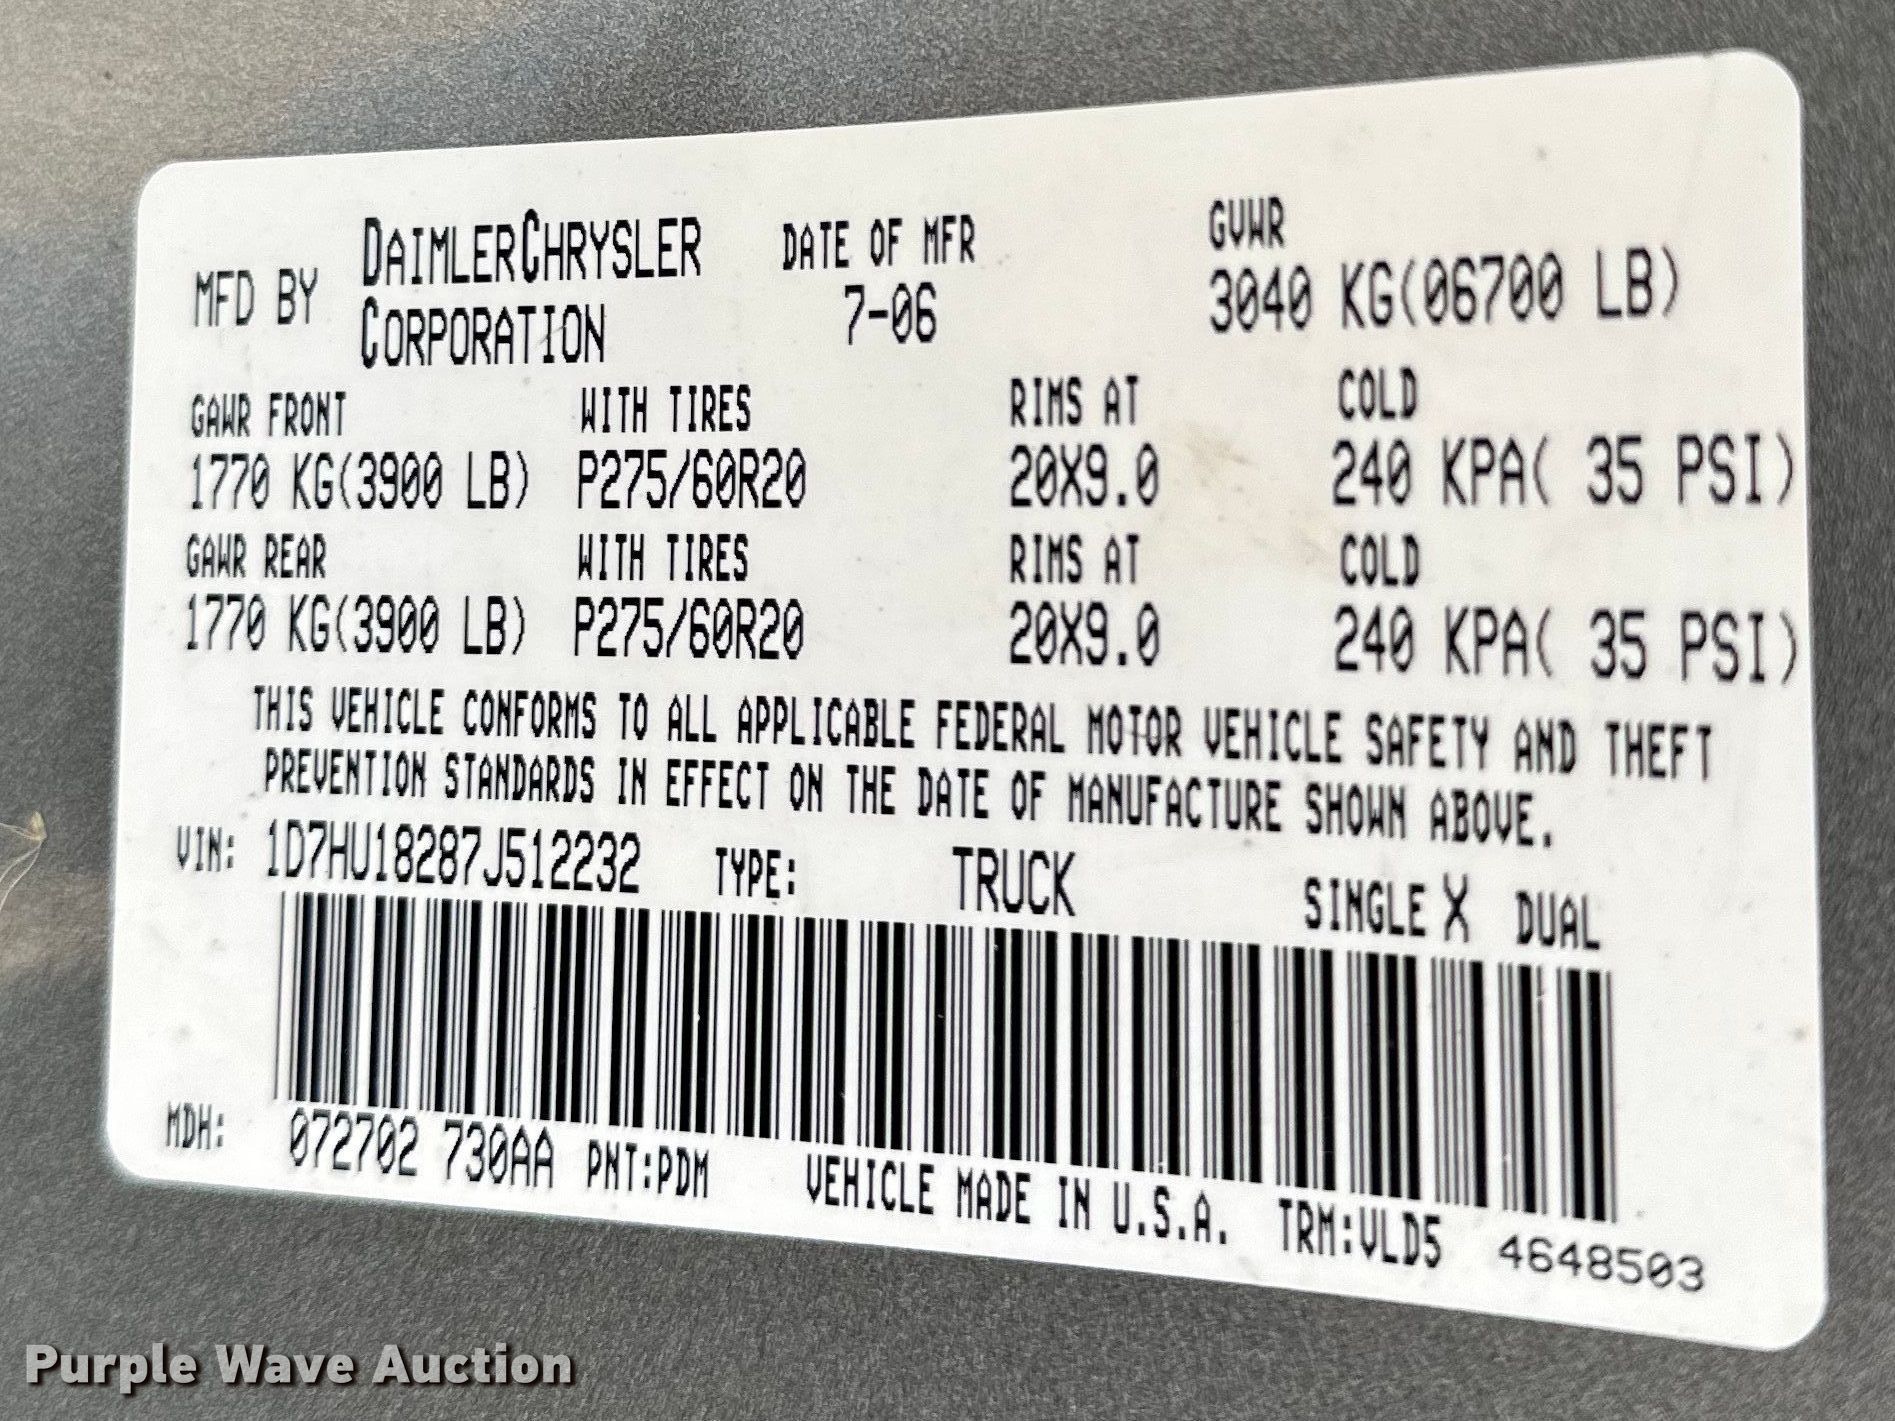 MFD BY DAIMLERCHRYSLER CORPORATION DATE OF MFR 7-06 GVWR 3040 KG(06700 LB)
GAWR FRONT WITH TIRES RIMS AT COLD
1770 KG(3900 LB) P275/60R20 20X9.0 240 KPA( 35 PSI)
GAWR REAR WITH TIRES RIMS AT COLD
1770 KG(3900 LB) P275/60R20 20X9.0 240 KPA( 35 PSI)
THIS VEHICLE CONFORMS TO ALL APPLICABLE FEDERAL MOTOR VEHICLE SAFETY AND THEFT
PREVENTION STANDARDS IN EFFECT ON THE DATE OF MANUFACTURE SHOWN ABOVE.
VIN: 1D7HU18287J512232 TYPE: TRUCK SINGLE X DUAL
MDH: 072702 730AA PNT:PDM VEHICLE MADE IN U.S.A. TRM:VLD5 4648503
Purple Wave Auction